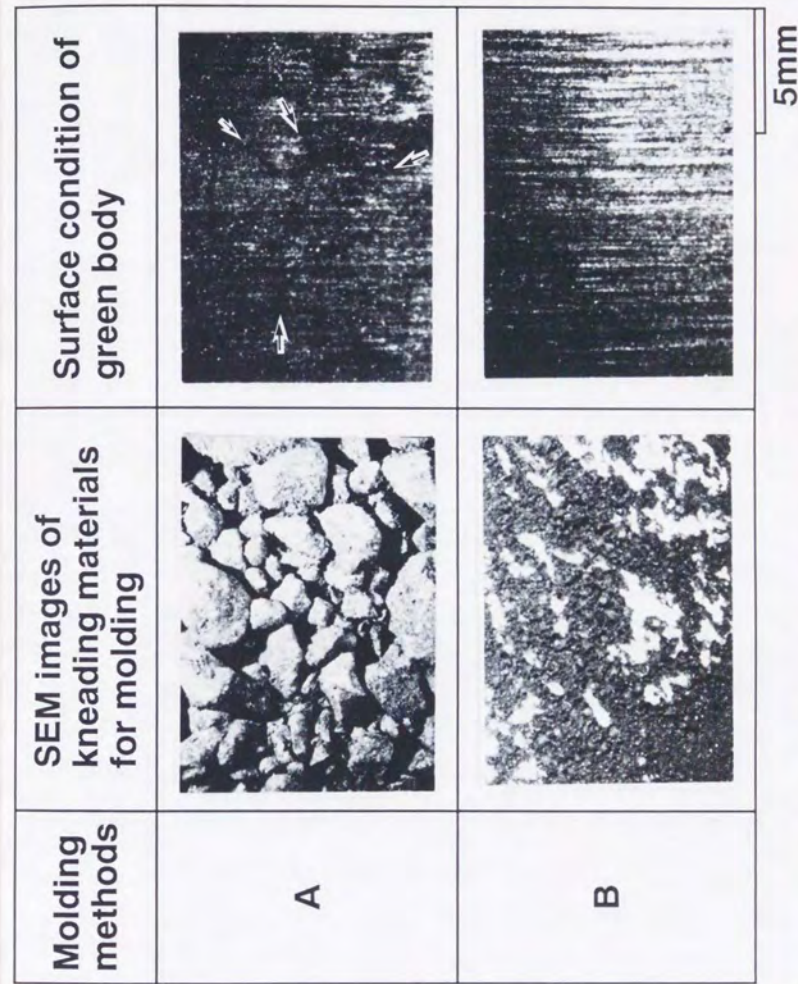 Molding
methods
SEM images of
kneading materials
for molding
Surface condition of
green body
A
B
5mm